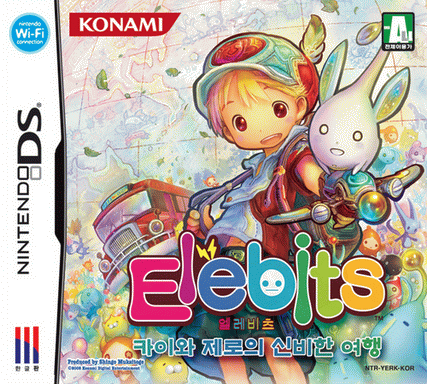 nintendo
Wi-Fi
connection
KONAMI
A
전체이용가
NINTENDO DS
TM
Elebits
TM
엘레비츠
카이와 제로의 신비한 여행
한글판
Produced by Shingo Mukaitoge
©2008 Konami Digital Entertainment
NTR-YERK-KOR